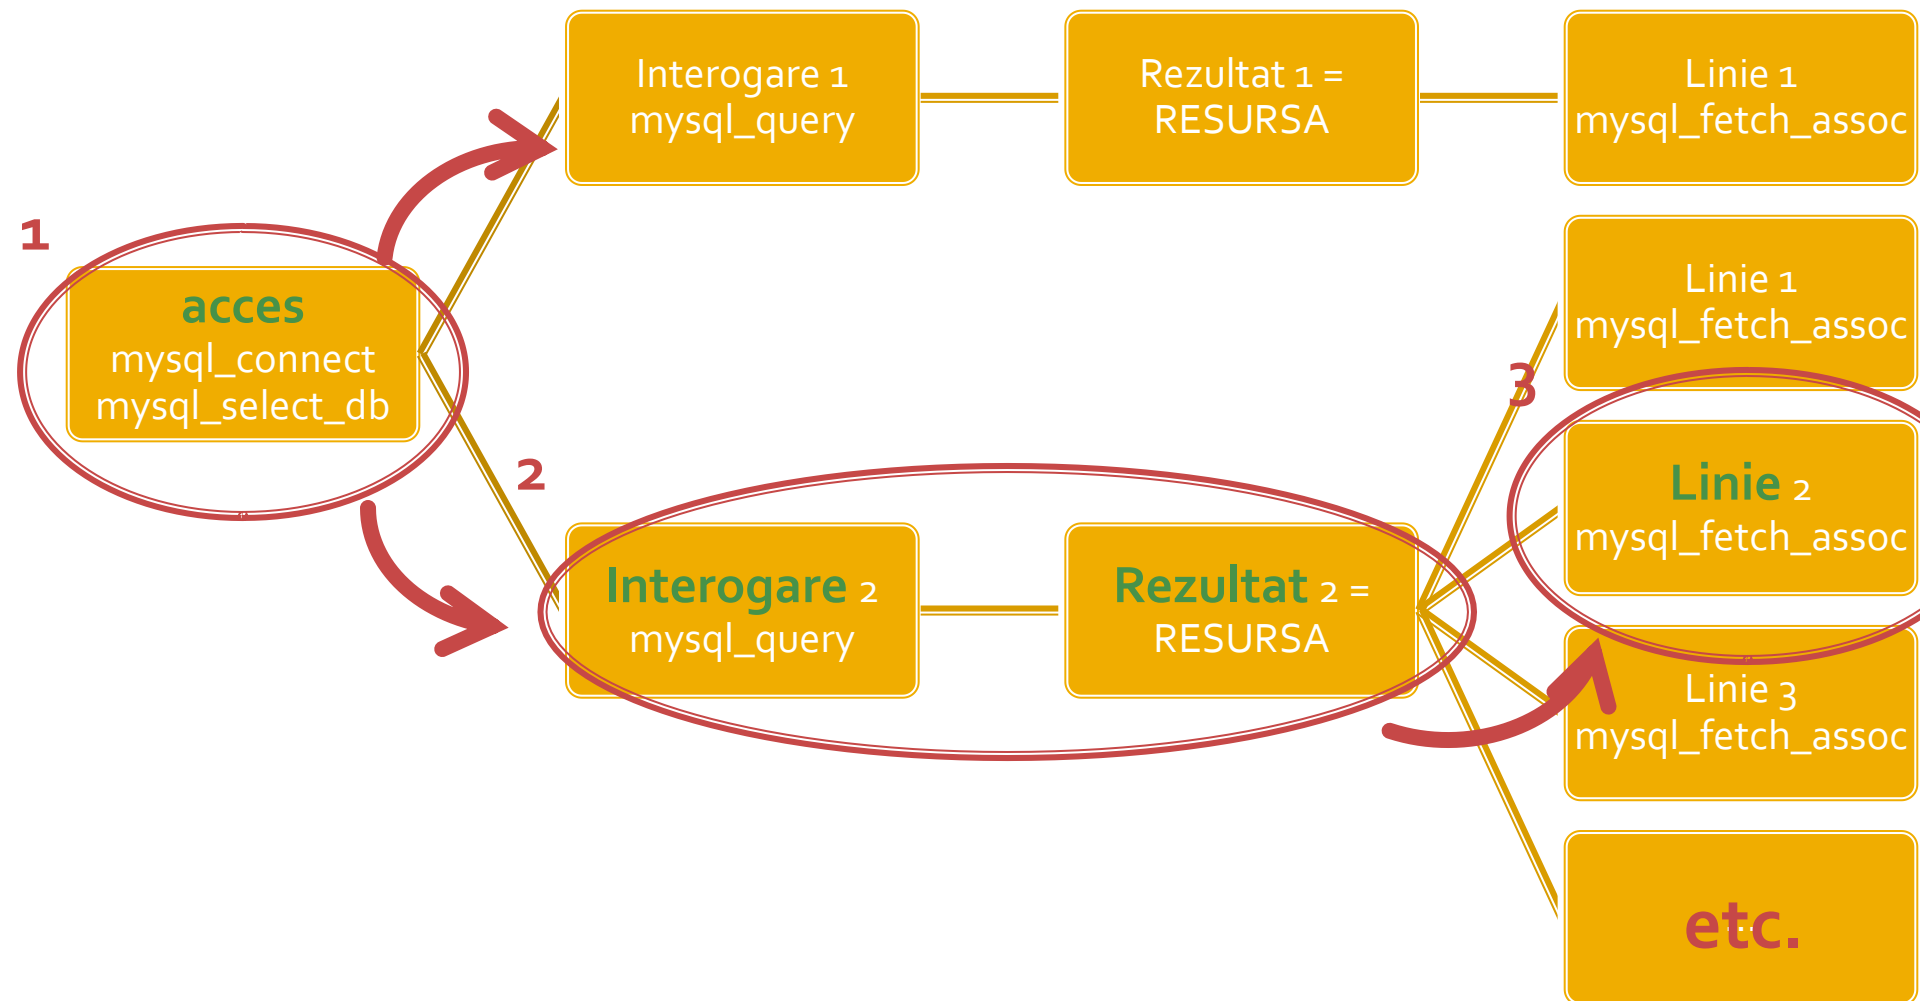 Interogare 1
mysql_query
Rezultat 1 =
RESURSA
Linie 1
mysql_fetch_assoc
1
acces
mysql_connect
mysql_select_db
Linie 1
mysql_fetch_assoc
3
2
Linie 2
mysql_fetch_assoc
Interogare 2
mysql_query
Rezultat 2 =
RESURSA
Linie 3
mysql_fetch_assoc
etc.